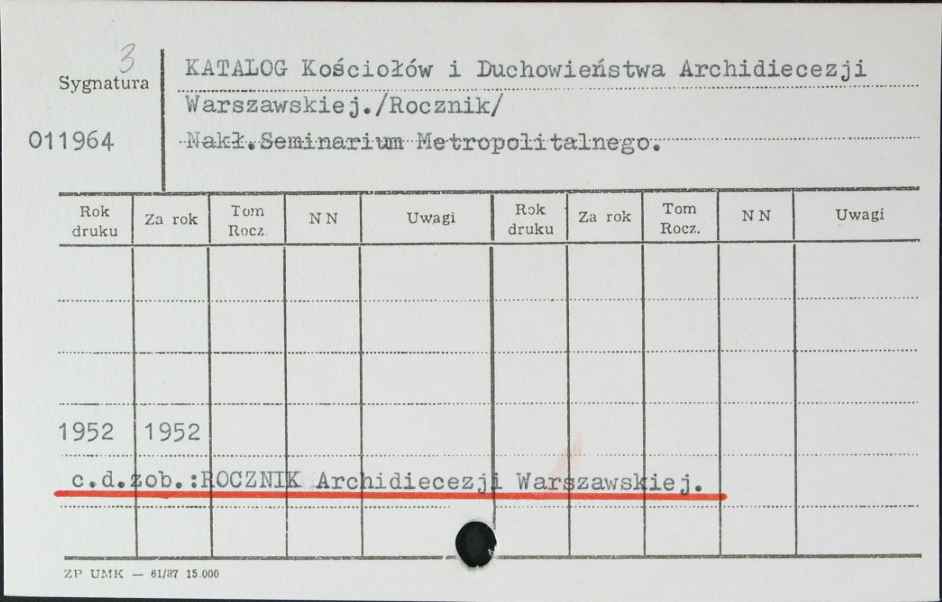 3
Sygnatura
011964
KATALOG Kościołów i Duchowieństwa Archidiecezji
Warszawskiej./Rocznik/
Nakł.Seminarium Metropolitalnego.
Rok druku Za rok Tom Rocz. N N Uwagi Rok druku Za rok Tom Rocz. N N Uwagi
1952 1952
c.d.zob.:ROCZNIK Archidiecezji Warszawskiej.
ZP UMK — 61/87 15.000